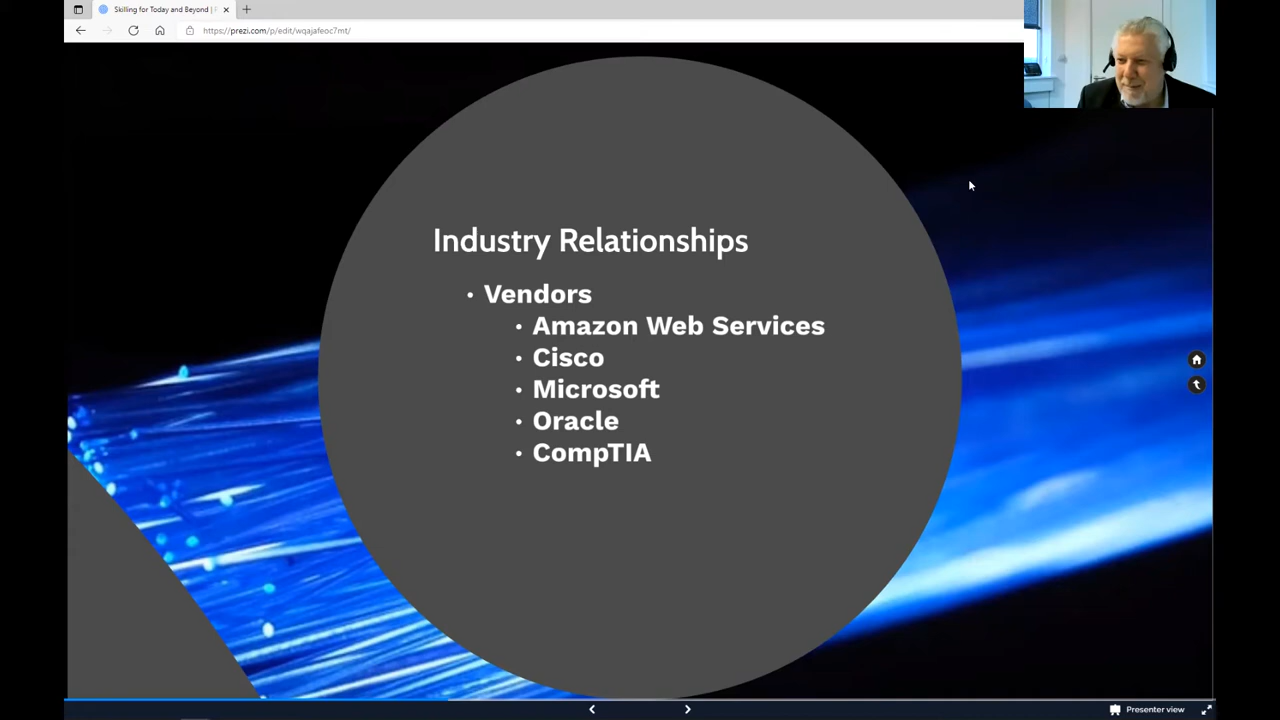 Skilling for Today and Beyond |
https://prezi.com/p/edit/wqajafeoc7mt/
Industry Relationships
• Vendors
• Amazon Web Services
• Cisco
• Microsoft
• Oracle
• CompTIA
Presenter view